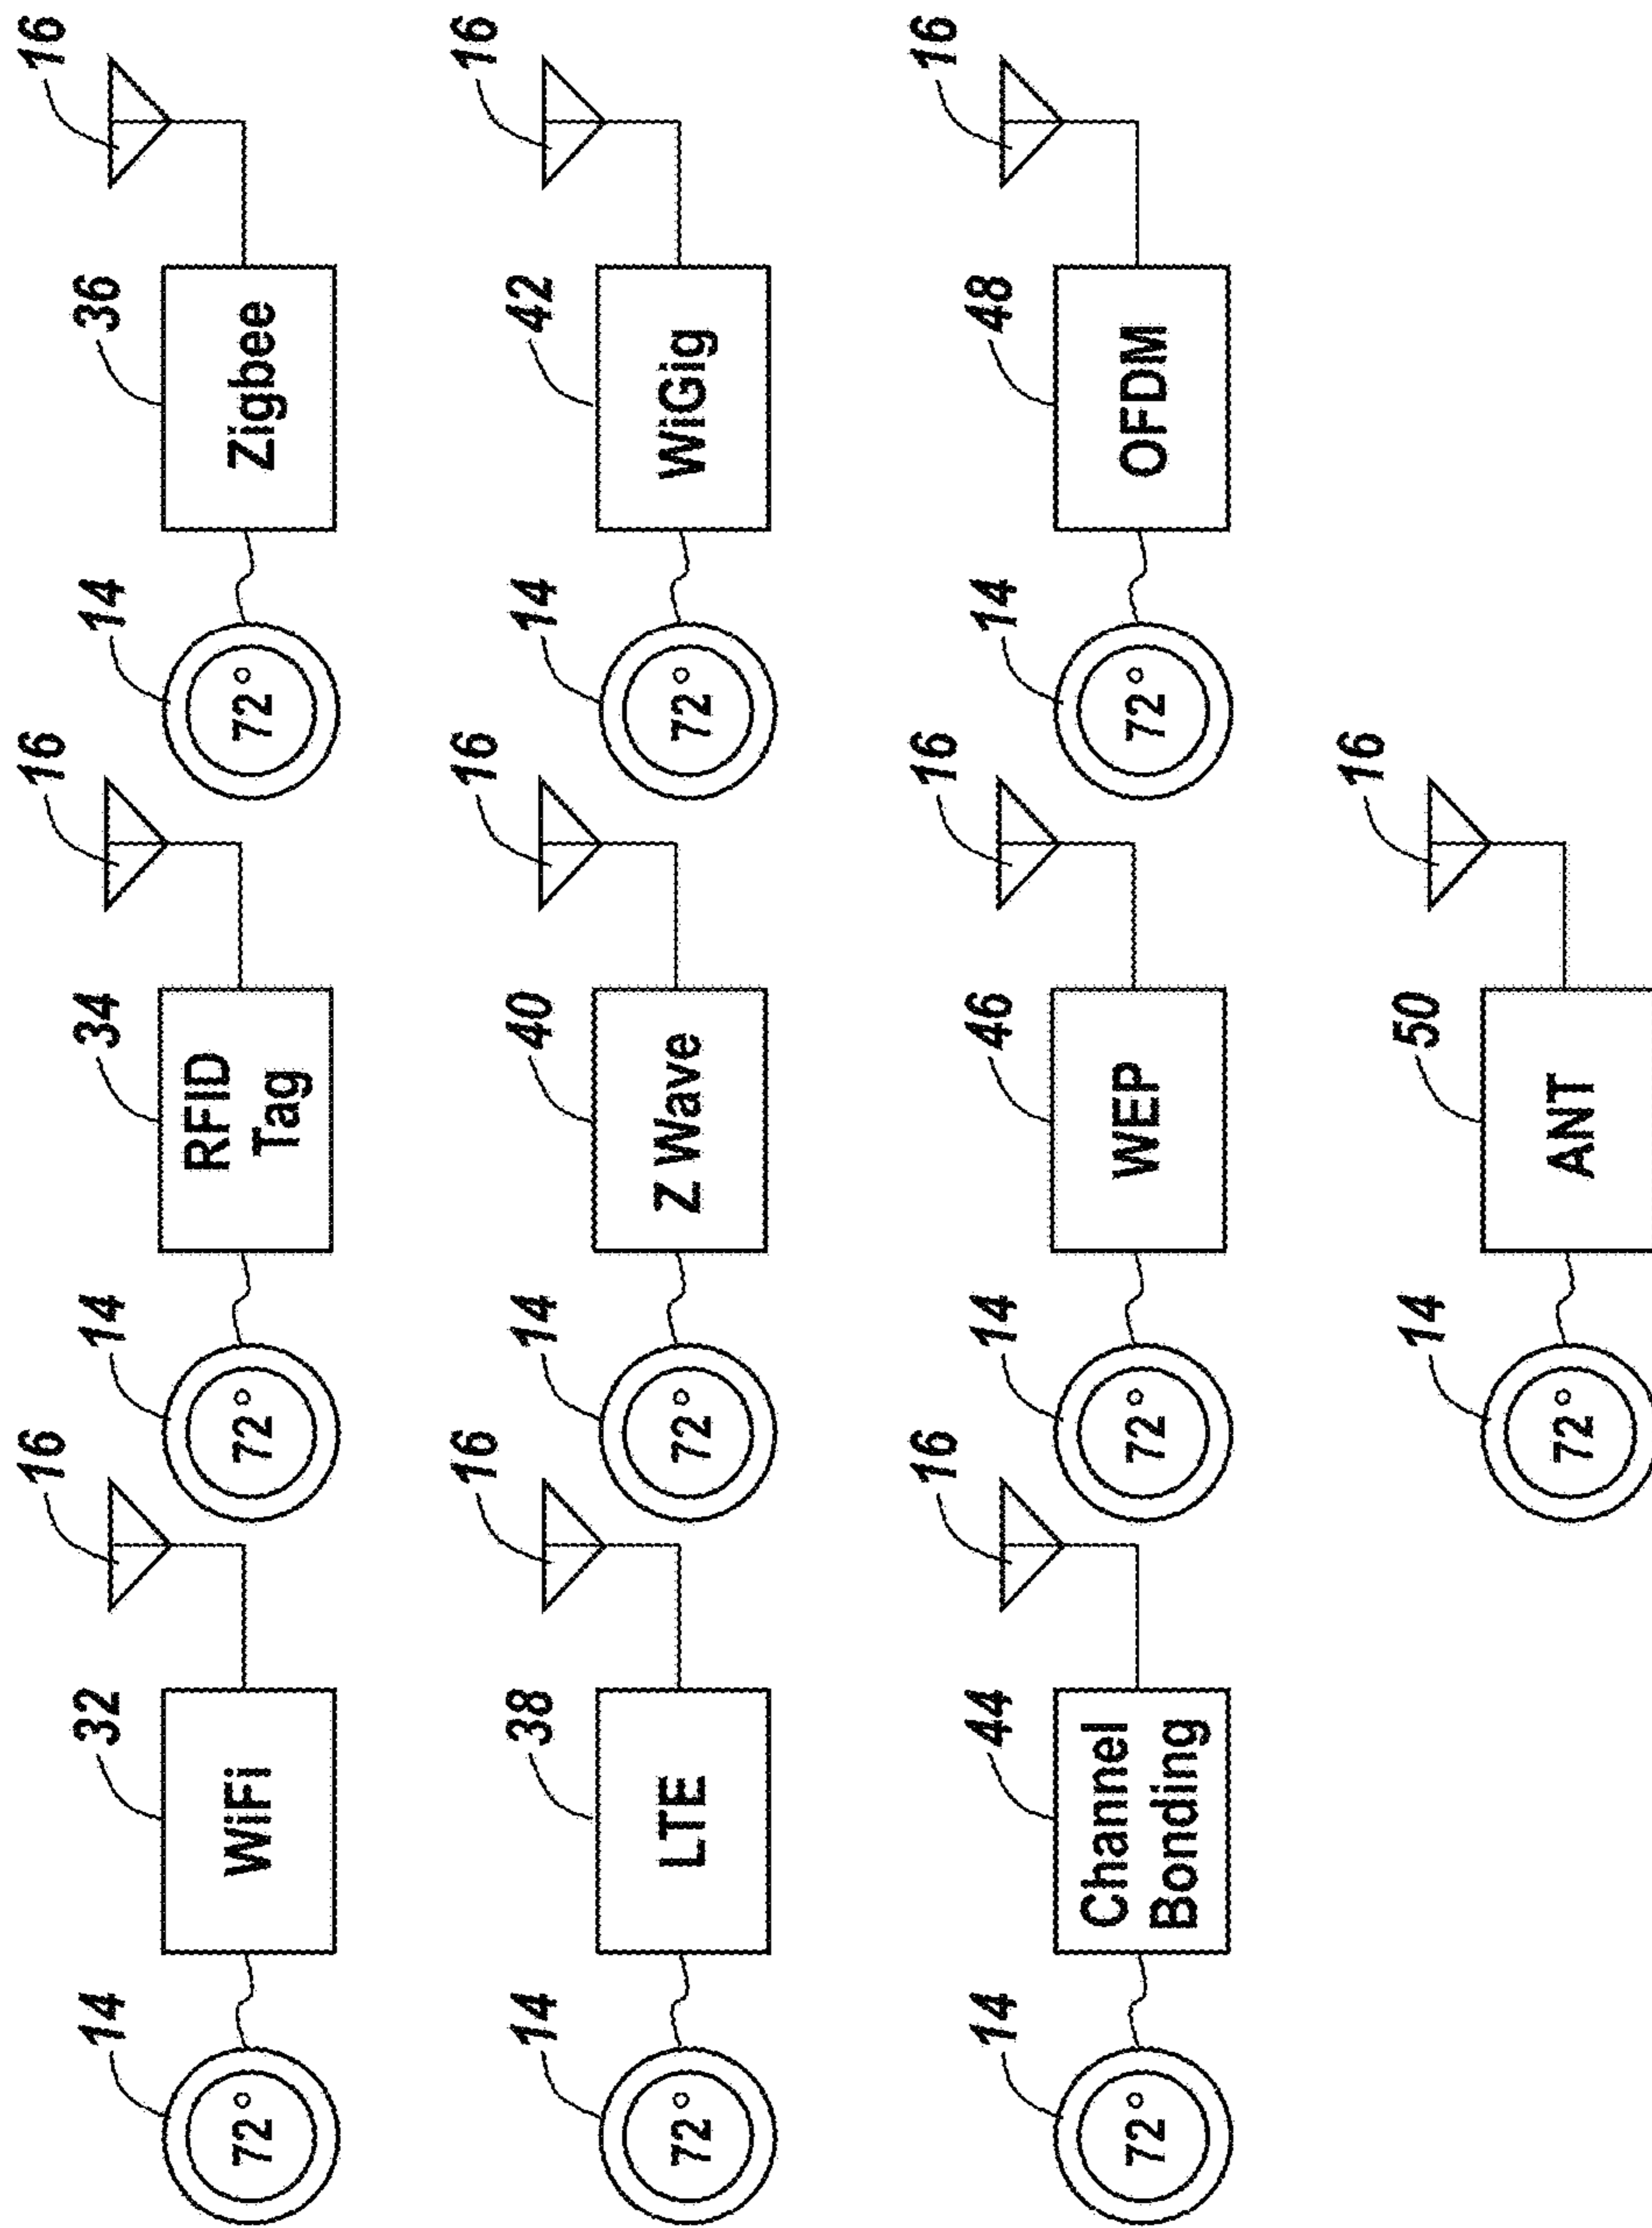 16 16 16
14 32 14 34 14 36
72° WiFi 72° RFID Tag 72° Zigbee
16 16 16
14 38 14 40 14 42
72° LTE 72° Z Wave 72° WiGig
16 16 16
14 44 14 46 14 48
72° Channel Bonding 72° WEP 72° OFDM
16
14 50
72° ANT